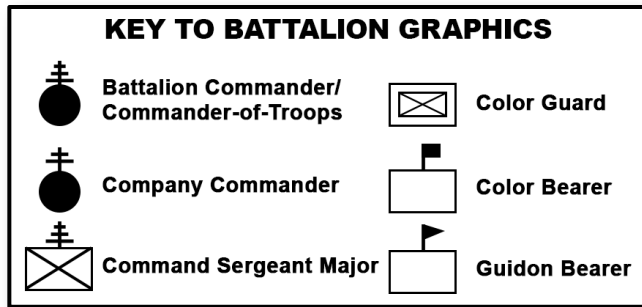 KEY TO BATTALION GRAPHICS
Battalion Commander/
Commander-of-Troops
Company Commander
Command Sergeant Major
Color Guard
Color Bearer
Guidon Bearer